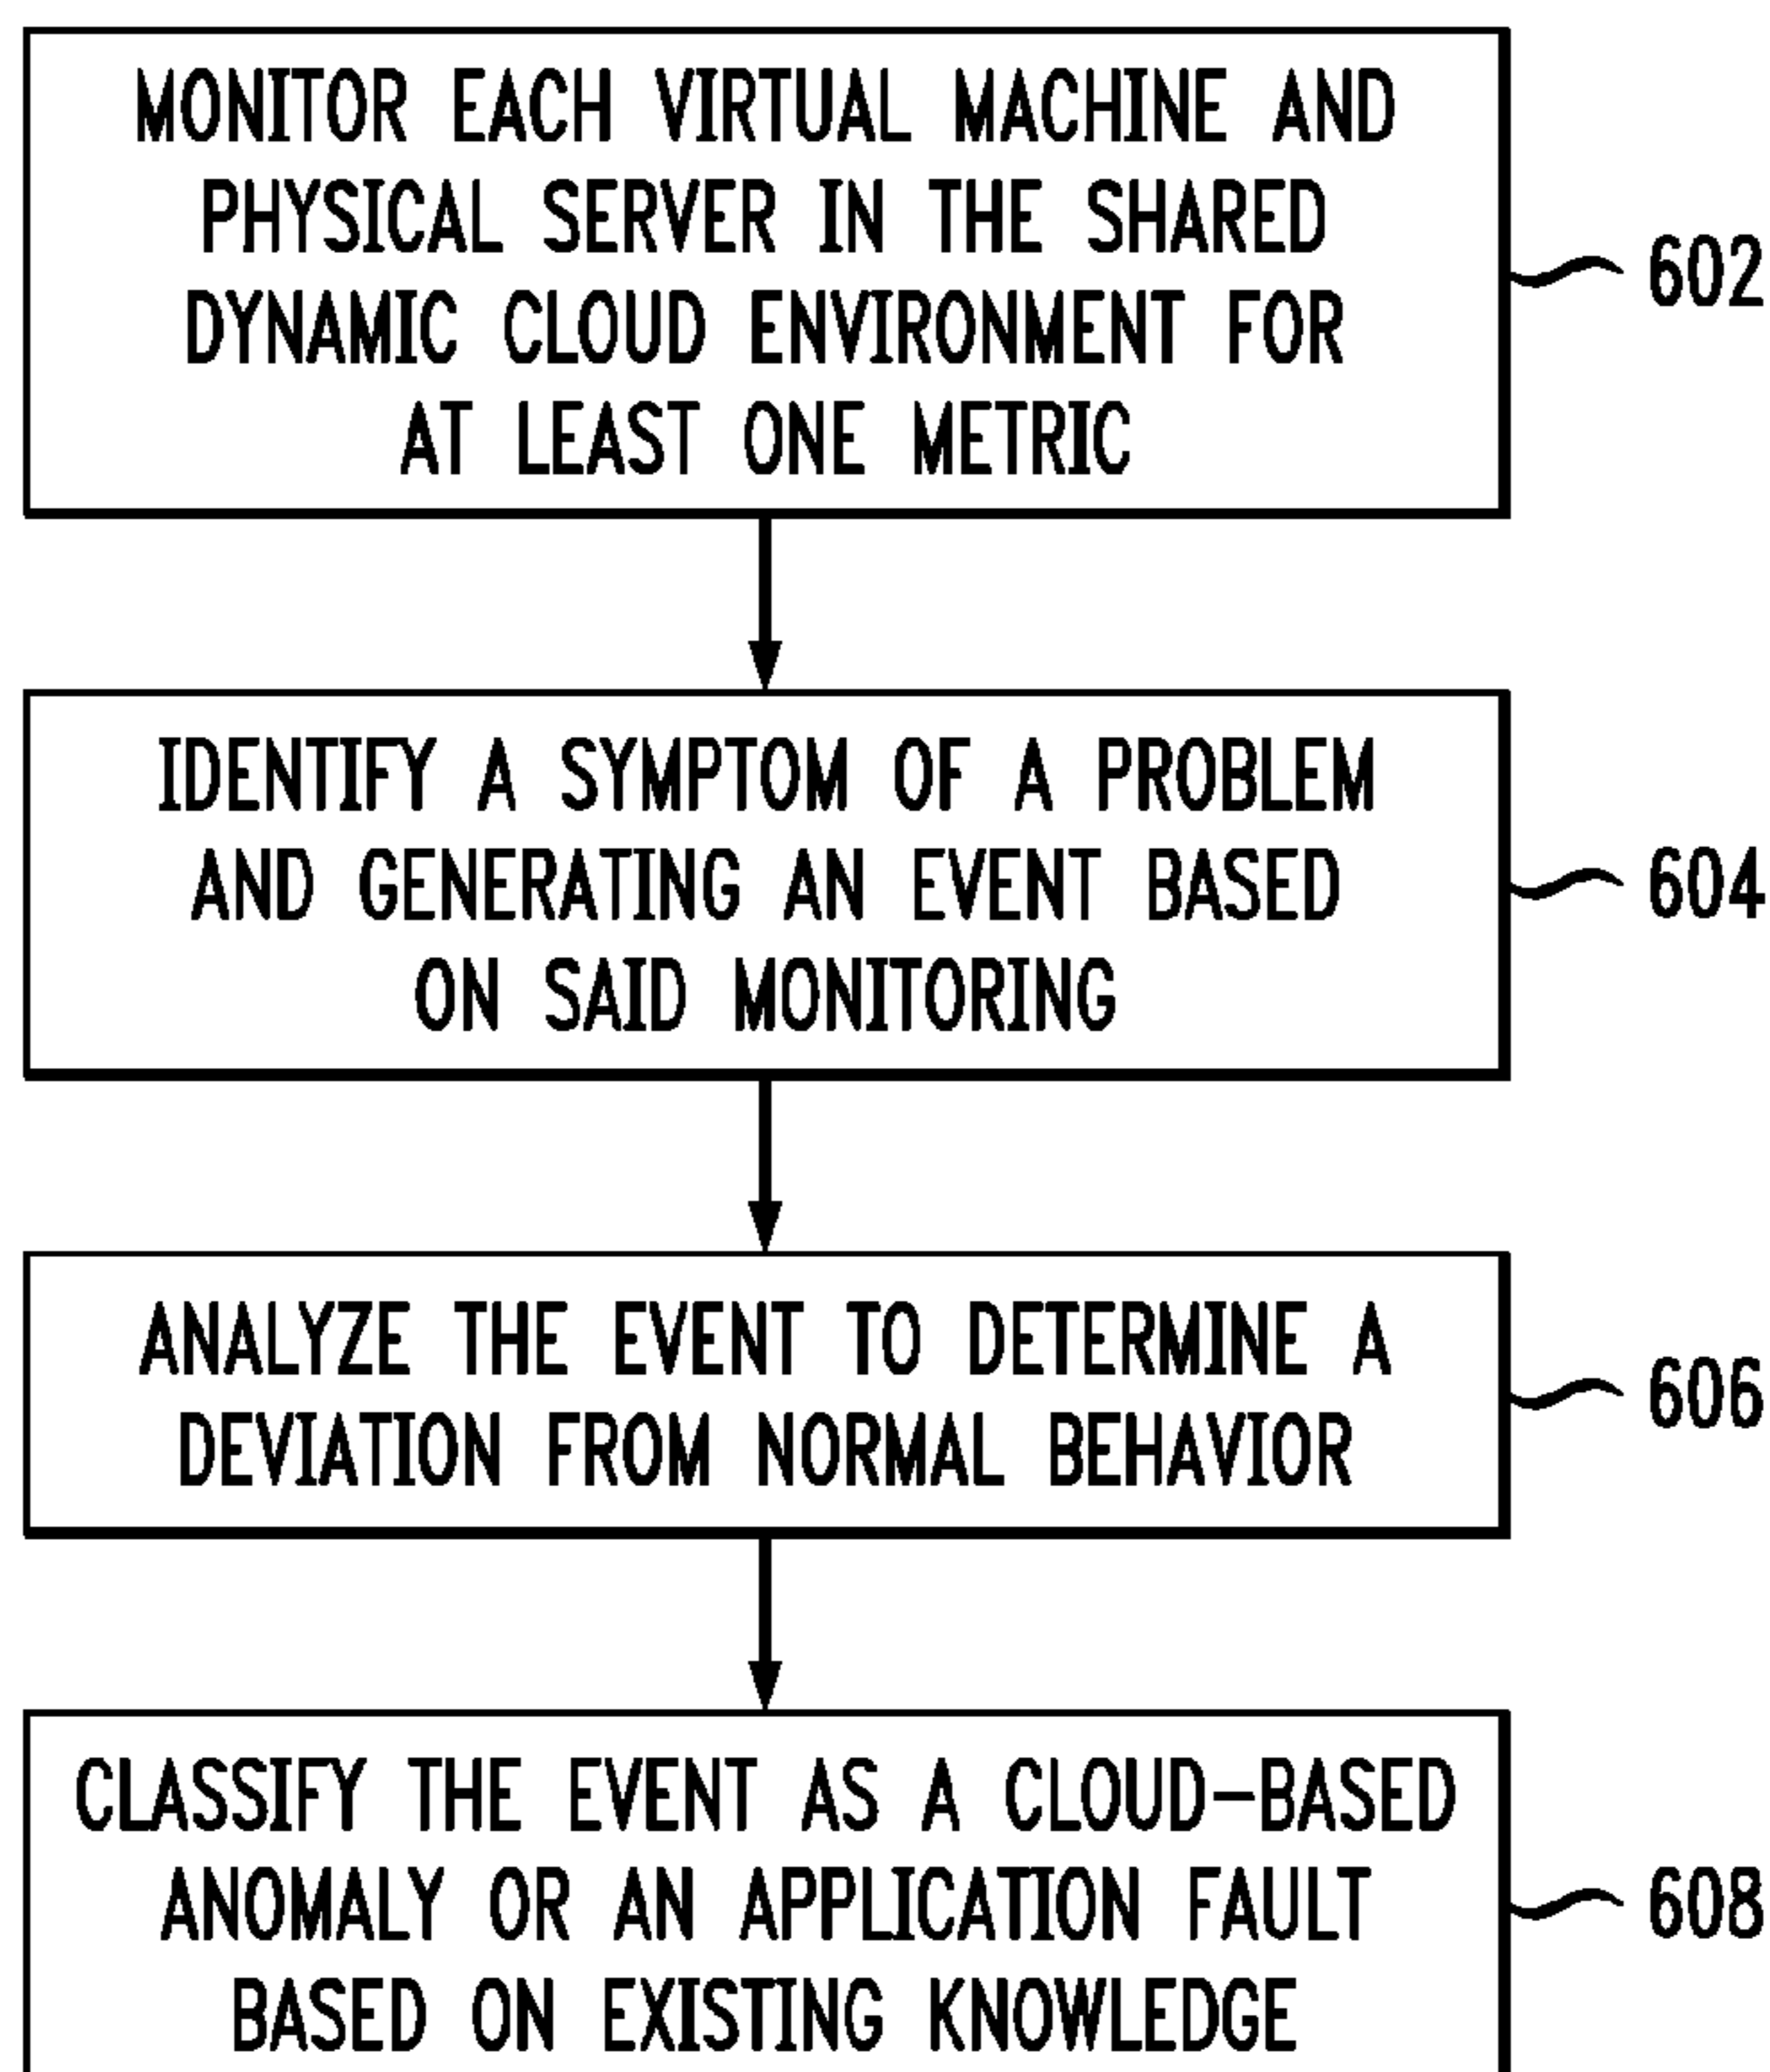 MONITOR EACH VIRTUAL MACHINE AND
PHYSICAL SERVER IN THE SHARED
DYNAMIC CLOUD ENVIRONMENT FOR
AT LEAST ONE METRIC
602
IDENTIFY A SYMPTOM OF A PROBLEM
AND GENERATING AN EVENT BASED
ON SAID MONITORING
604
ANALYZE THE EVENT TO DETERMINE A
DEVIATION FROM NORMAL BEHAVIOR
606
CLASSIFY THE EVENT AS A CLOUD-BASED
ANOMALY OR AN APPLICATION FAULT
BASED ON EXISTING KNOWLEDGE
608